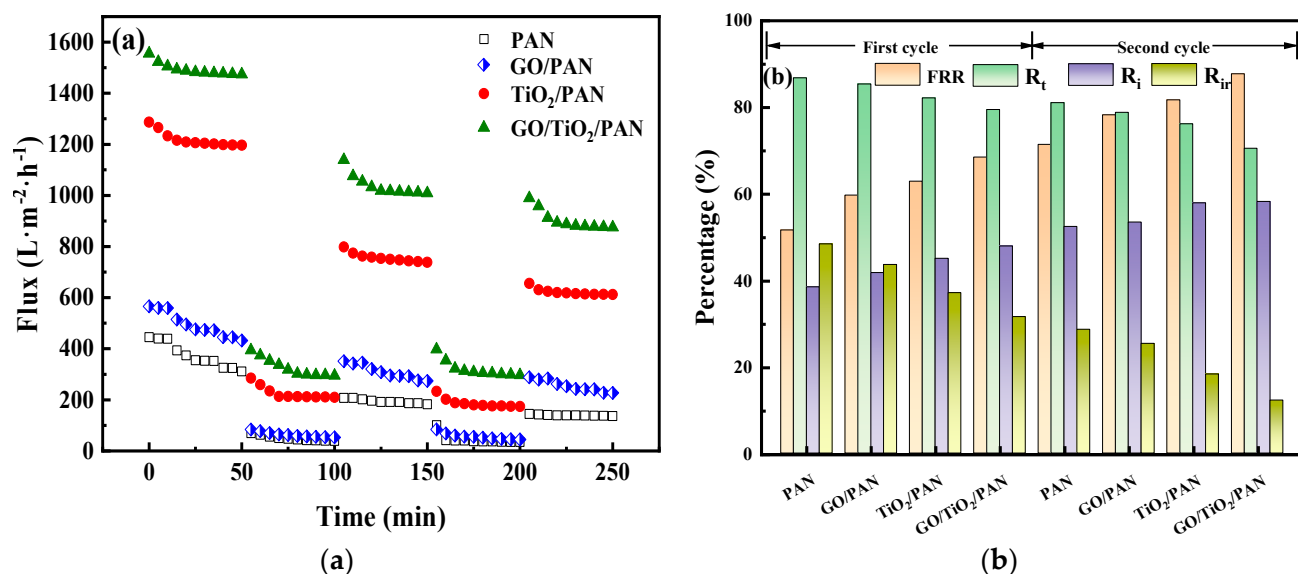 (a)
PAN
GO/PAN
TiO₂/PAN
GO/TiO₂/PAN
1600
1400
1200
1000
800
600
400
200
0
Flux (L·m⁻²·h⁻¹)
0 50 100 150 200 250
Time (min)
(a)
First cycle Second cycle
(b) FRR Rt Ri Rir
100
80
60
40
20
0
Percentage (%)
PAN GO/PAN TiO₂/PAN GO/TiO₂/PAN PAN GO/PAN TiO₂/PAN GO/TiO₂/PAN
(b)